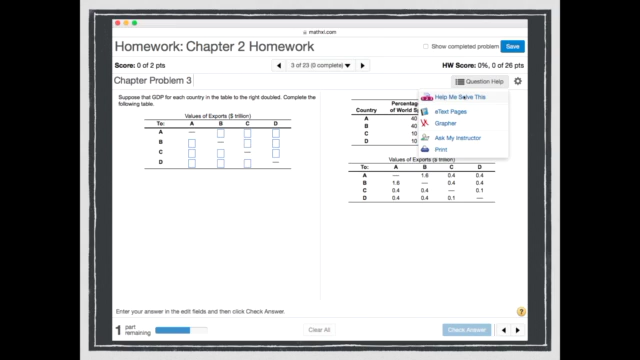 mathxl.com
Homework: Chapter 2 Homework
Show completed problem
Save
Score: 0 of 2 pts
3 of 23 (0 complete)
HW Score: 0%, 0 of 26 pts
Chapter Problem 3
Question Help
Suppose that GDP for each country in the table to the right doubled. Complete the
following table.
Values of Exports ($ trillion)
To: A B C D
A —
B —
C —
D —
Percentag
Country of World Sp
A 40
B 40
C 10
D 10
Help Me Solve This
eText Pages
Grapher
Ask My Instructor
Print
Values of Exports ($ trillion)
To: A B C D
A — 1.6 0.4 0.4
B 1.6 — 0.4 0.4
C 0.4 0.4 — 0.1
D 0.4 0.4 0.1 —
Enter your answer in the edit fields and then click Check Answer.
?
1 part
remaining
Clear All
Check Answer